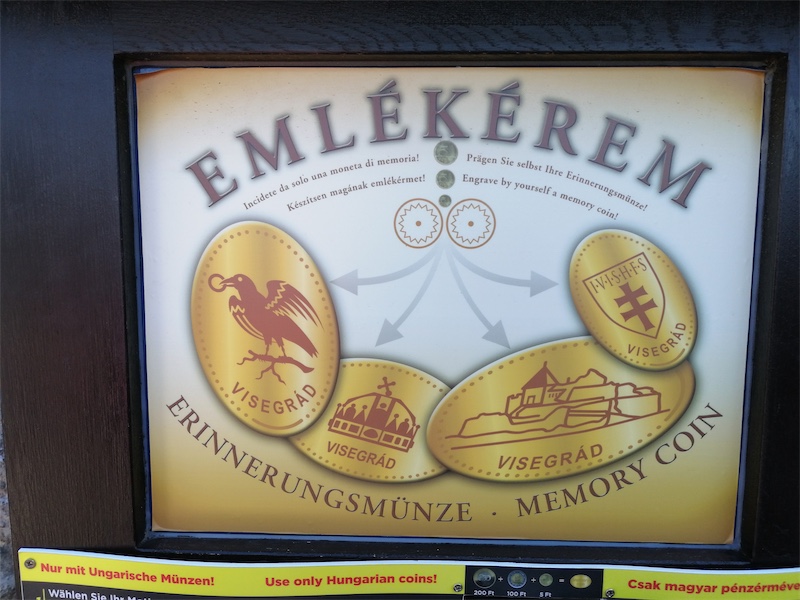 EMLÉKÉREM
Incidete da solo una moneta di memoria!
Készítsen magának emlékérmet!
Prägen Sie selbst Ihre Erinnerungsmünze!
Engrave by yourself a memory coin!
I·V·I·S·H·F·S
VISEGRÁD
VISEGRÁD
VISEGRÁD
VISEGRÁD
ERINNERUNGSMÜNZE · MEMORY COIN
Nur mit Ungarische Münzen!
Use only Hungarian coins!
+ + =
200 Ft 100 Ft 5 Ft
Csak magyar pénzérméve
Wählen Sie Ihr